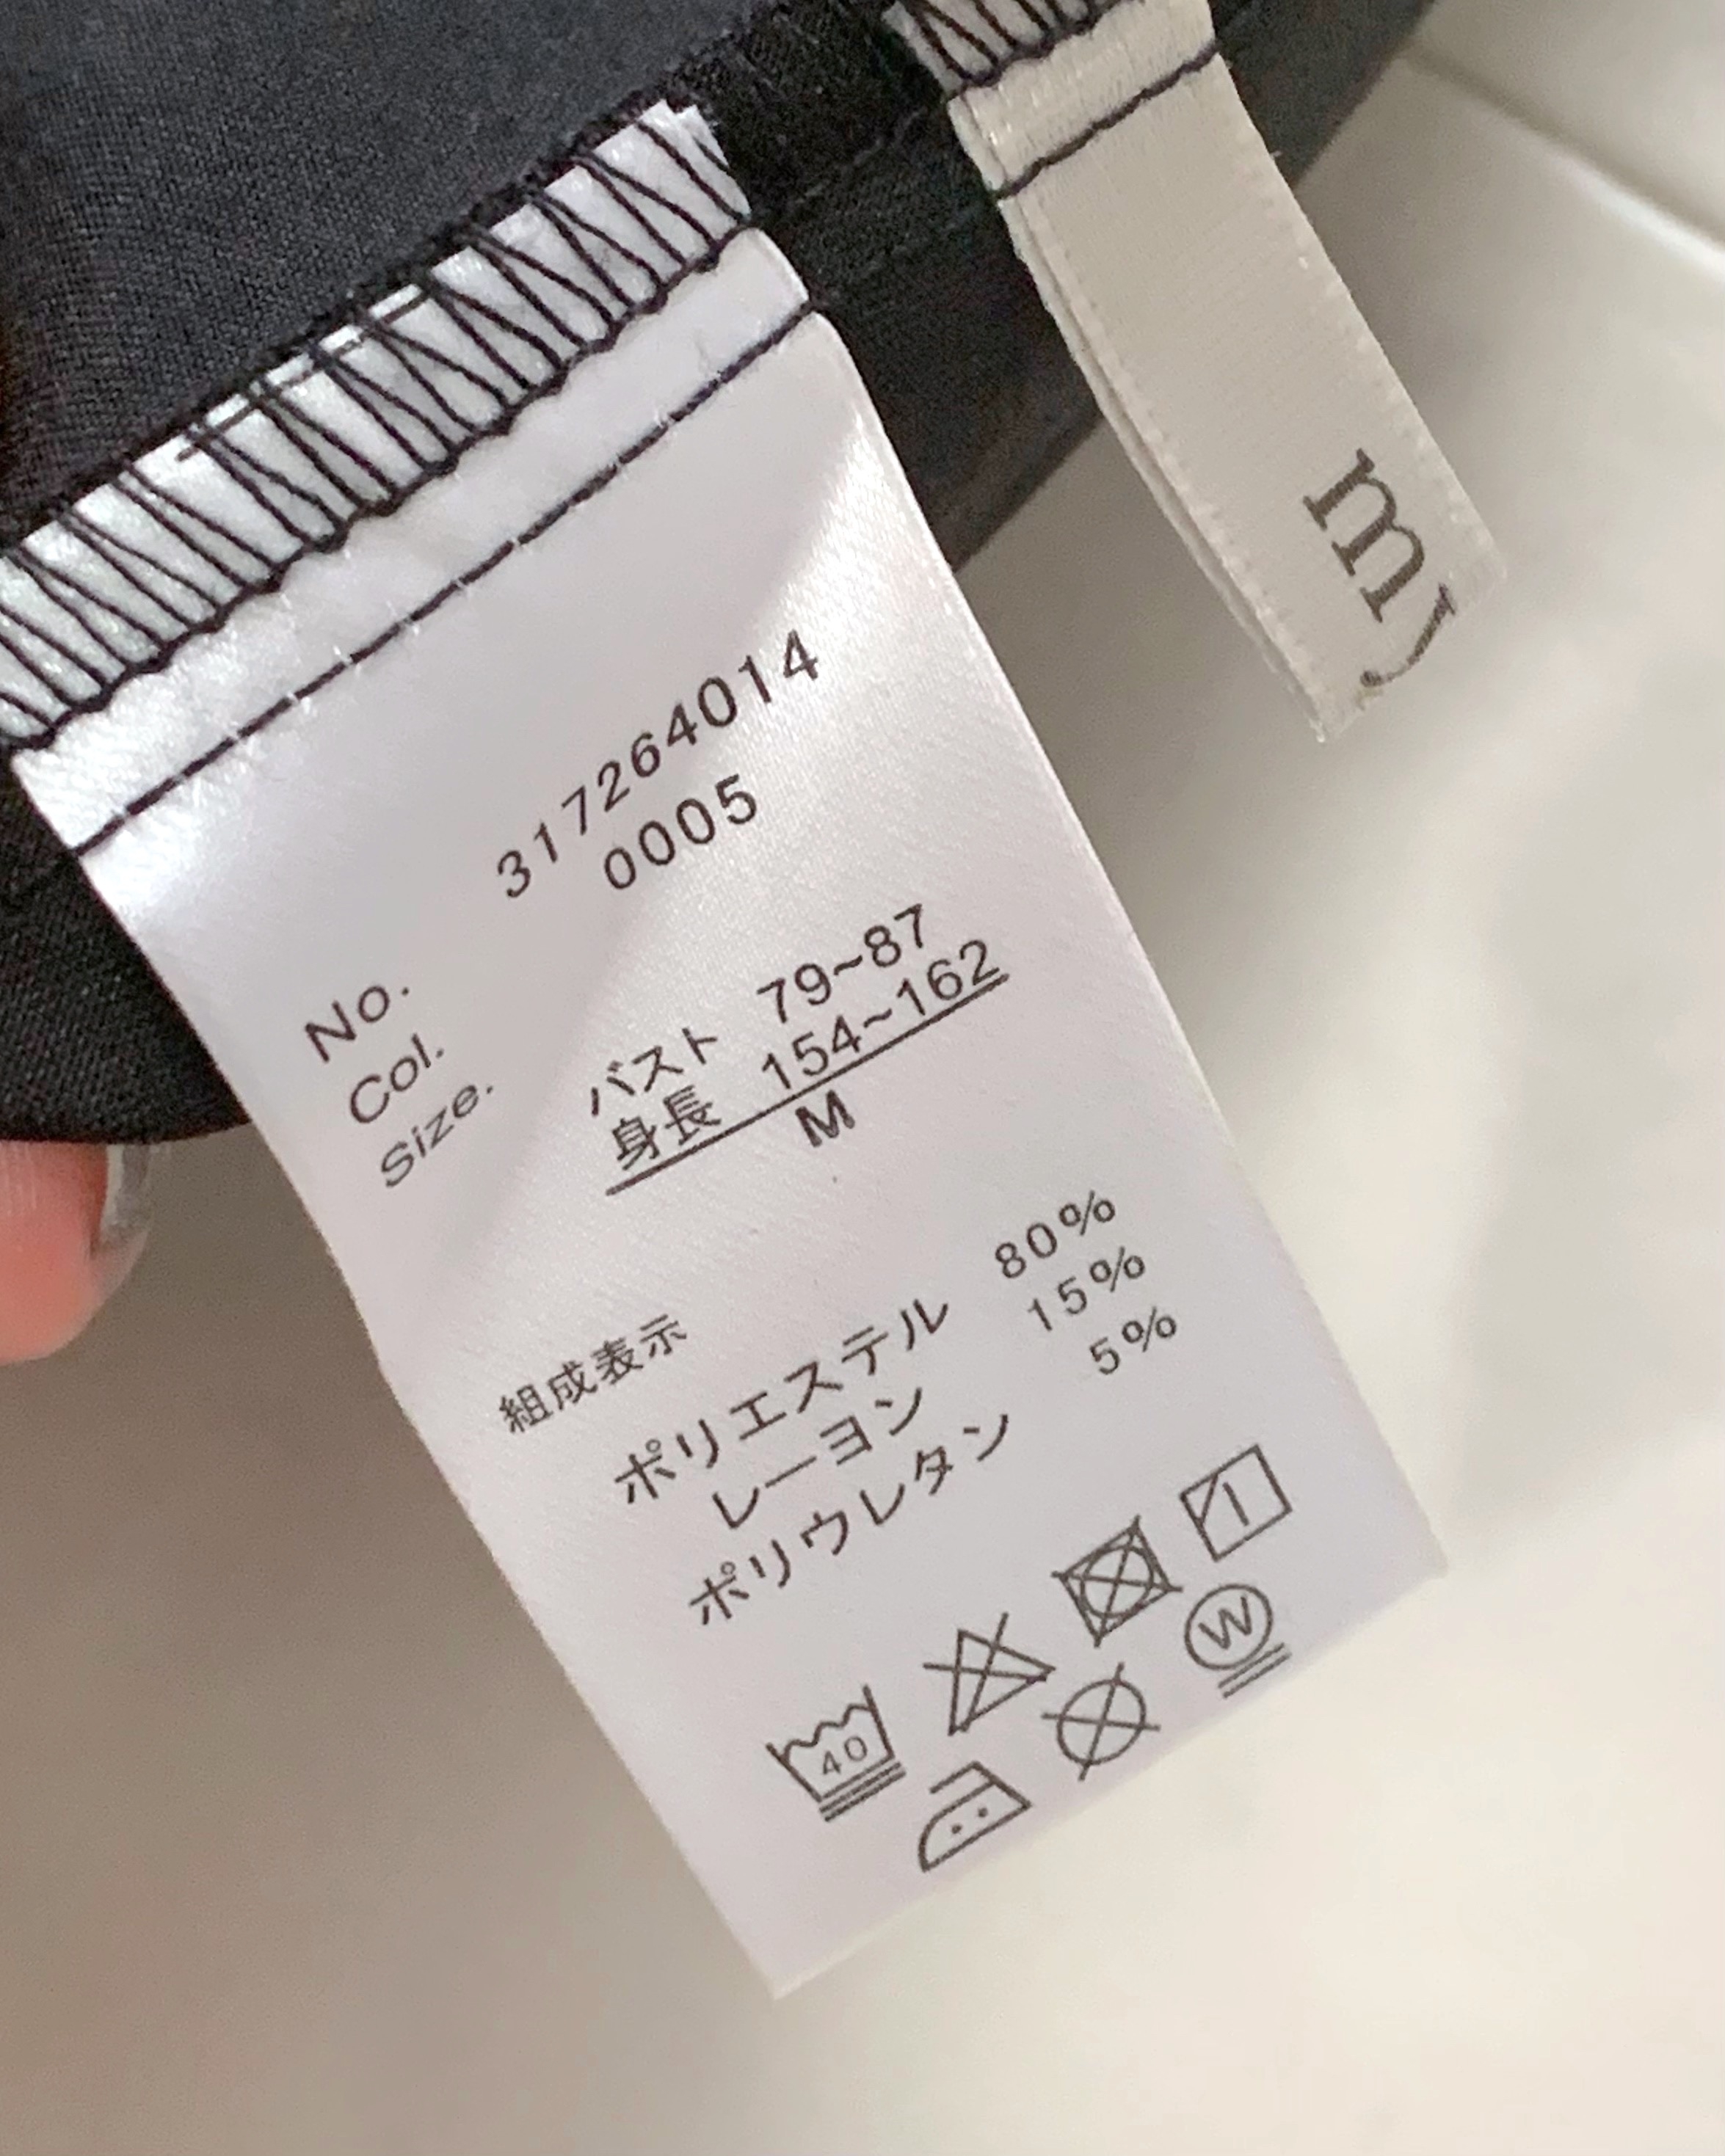 No. 317264014
Col. 0005
Size. バスト 79~87
身長 154~162
M
組成表示
ポリエステル 80%
レーヨン 15%
ポリウレタン 5%
40
W
my